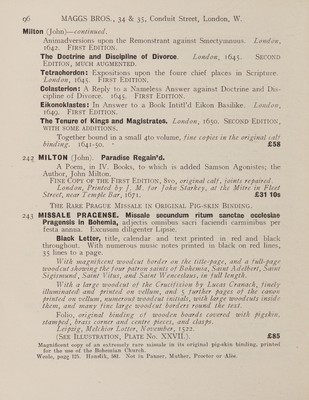 96 MAGGS BROS., 34 & 35, Conduit Street, London, W.
Milton (John)—continued.
Animadversions upon the Remonstrant against Smectymnuus. London,
1642. FIRST EDITION.
The Doctrine and Discipline of Divorce. London, 1645. SECOND
EDITION, MUCH AUGMENTED.
Tetrachordon: Expositions upon the foure chief places in Scripture.
London, 1645. FIRST EDITION.
Colasterion: A Reply to a Nameless Answer against Doctrine and Dis-
cipline of Divorce. 1645. FIRST EDITION.
Eikonoklastes: In Answer to a Book Intitl'd Eikon Basilike. London,
1649. FIRST EDITION.
The Tenure of Kings and Magistrates. London, 1650. SECOND EDITION,
WITH SOME ADDITIONS.
Together bound in a small 4to volume, fine copies in the original calf
binding. 1641-50. £58
242 MILTON (John). Paradise Regain'd.
A Poem, in IV. Books, to which is added Samson Agonistes; the
Author, John Milton.
FINE COPY OF THE FIRST EDITION, 8vo, original calf, joints repaired.
London, Printed by J. M. for John Starkey, at the Mitre in Fleet
Street, near Temple Bar, 1671. £31 10s
THE RARE PRAGUE MISSALE IN ORIGINAL PIG-SKIN BINDING.
243 MISSALE PRACENSE. Missale secundum ritum sanctae ecclesiae
Pragensis in Bohemia, adjectis omnibus sacri faciendi carminibus per
festa annua. Excusum diligenter Lipsie.
Black Letter, title, calendar and text printed in red and black
throughout. With numerous music notes printed in black on red lines,
35 lines to a page.
With magnificent woodcut border on the title-page, and a full-page
woodcut showing the four patron saints of Bohemia, Saint Adelbert, Saint
Sigismund, Saint Vitus, and Saint Wenceslaus, in full length.
With a large woodcut of the Crucifixion by Lucas Cranach, finely
illuminated and printed on vellum, and 5 further pages of the canon
printed on vellum, numerous woodcut initials, with large woodcuts inside
them, and many fine large woodcut borders round the text.
Folio, original binding of wooden boards covered with pigskin,
stamped, brass corner and centre pieces, and clasps.
Leipzig, Melchior Lotter, November, 1522.
(SEE ILLUSTRATION, PLATE NO. XXVII.). £85
Magnificent copy of an extremely rare missale in its original pig-skin binding, printed
for the use of the Bohemian Church.
Weale, page 125. Hanslik, 381. Not in Panzer, Muther, Proctor or Alès.